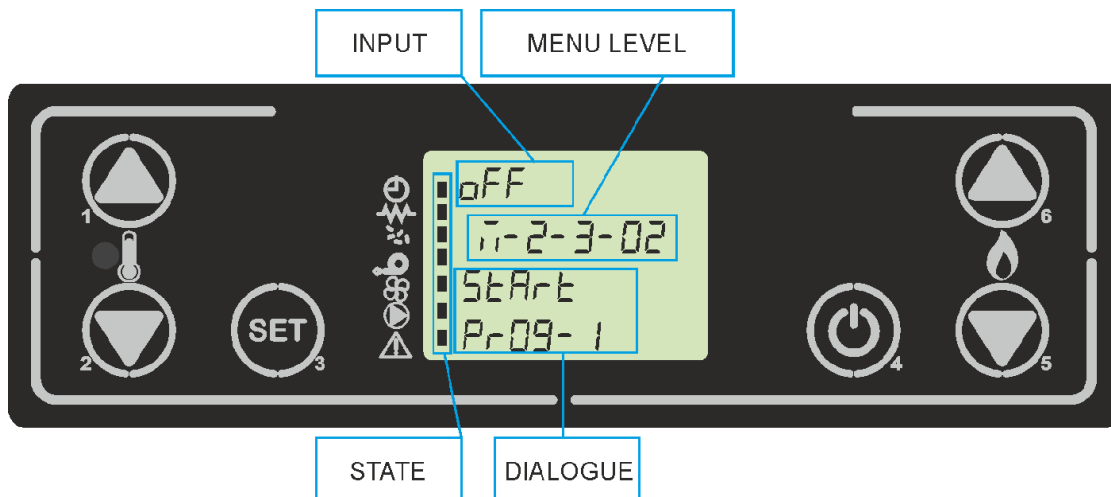 INPUT
MENU LEVEL
1
2
SET
3
oFF
m-2-3-02
StArt
Pr09-1
4
6
5
STATE
DIALOGUE